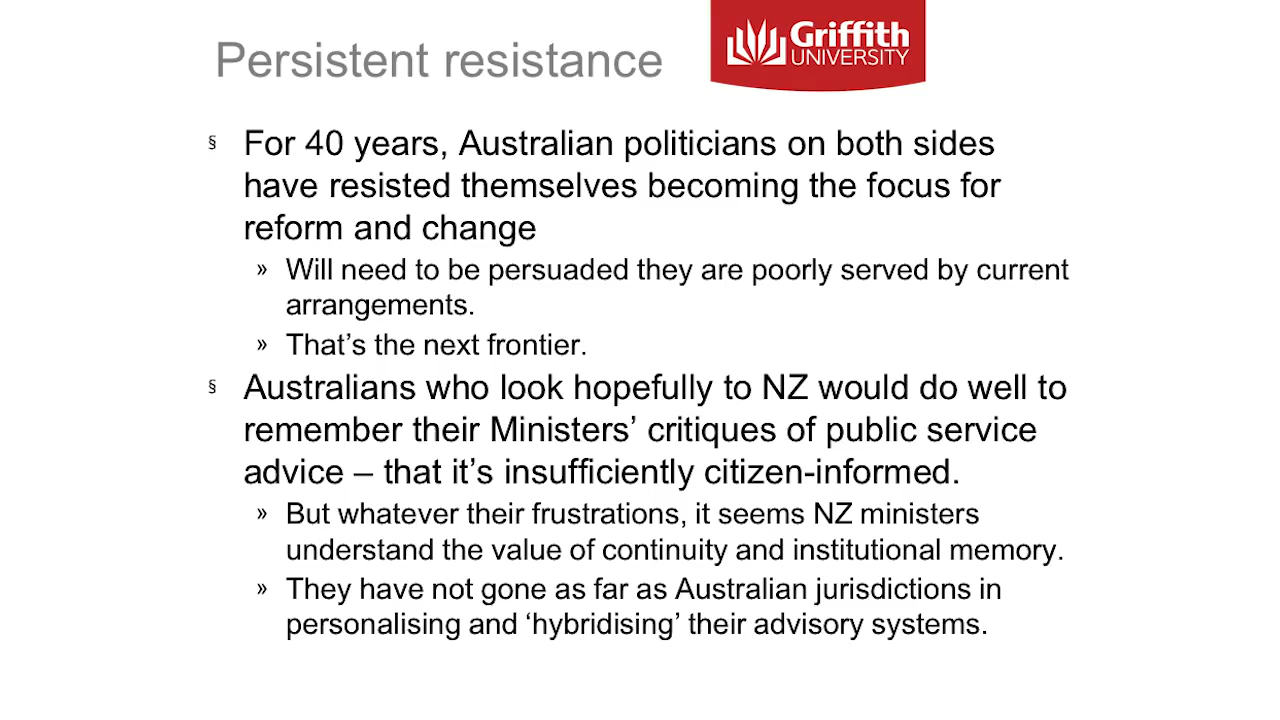 Persistent resistance
Griffith
UNIVERSITY
§ For 40 years, Australian politicians on both sides
have resisted themselves becoming the focus for
reform and change
» Will need to be persuaded they are poorly served by current
arrangements.
» That’s the next frontier.
§ Australians who look hopefully to NZ would do well to
remember their Ministers’ critiques of public service
advice – that it’s insufficiently citizen-informed.
» But whatever their frustrations, it seems NZ ministers
understand the value of continuity and institutional memory.
» They have not gone as far as Australian jurisdictions in
personalising and ‘hybridising’ their advisory systems.